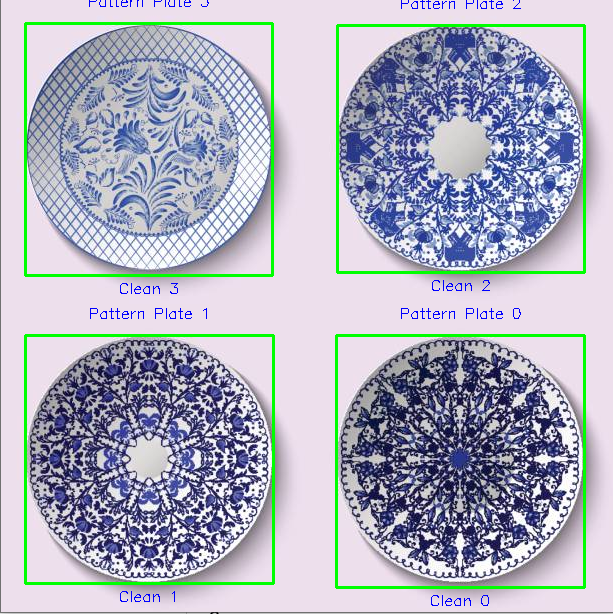 Pattern Plate 3
Pattern Plate 2
Clean 3
Clean 2
Pattern Plate 1
Pattern Plate 0
Clean 1
Clean 0